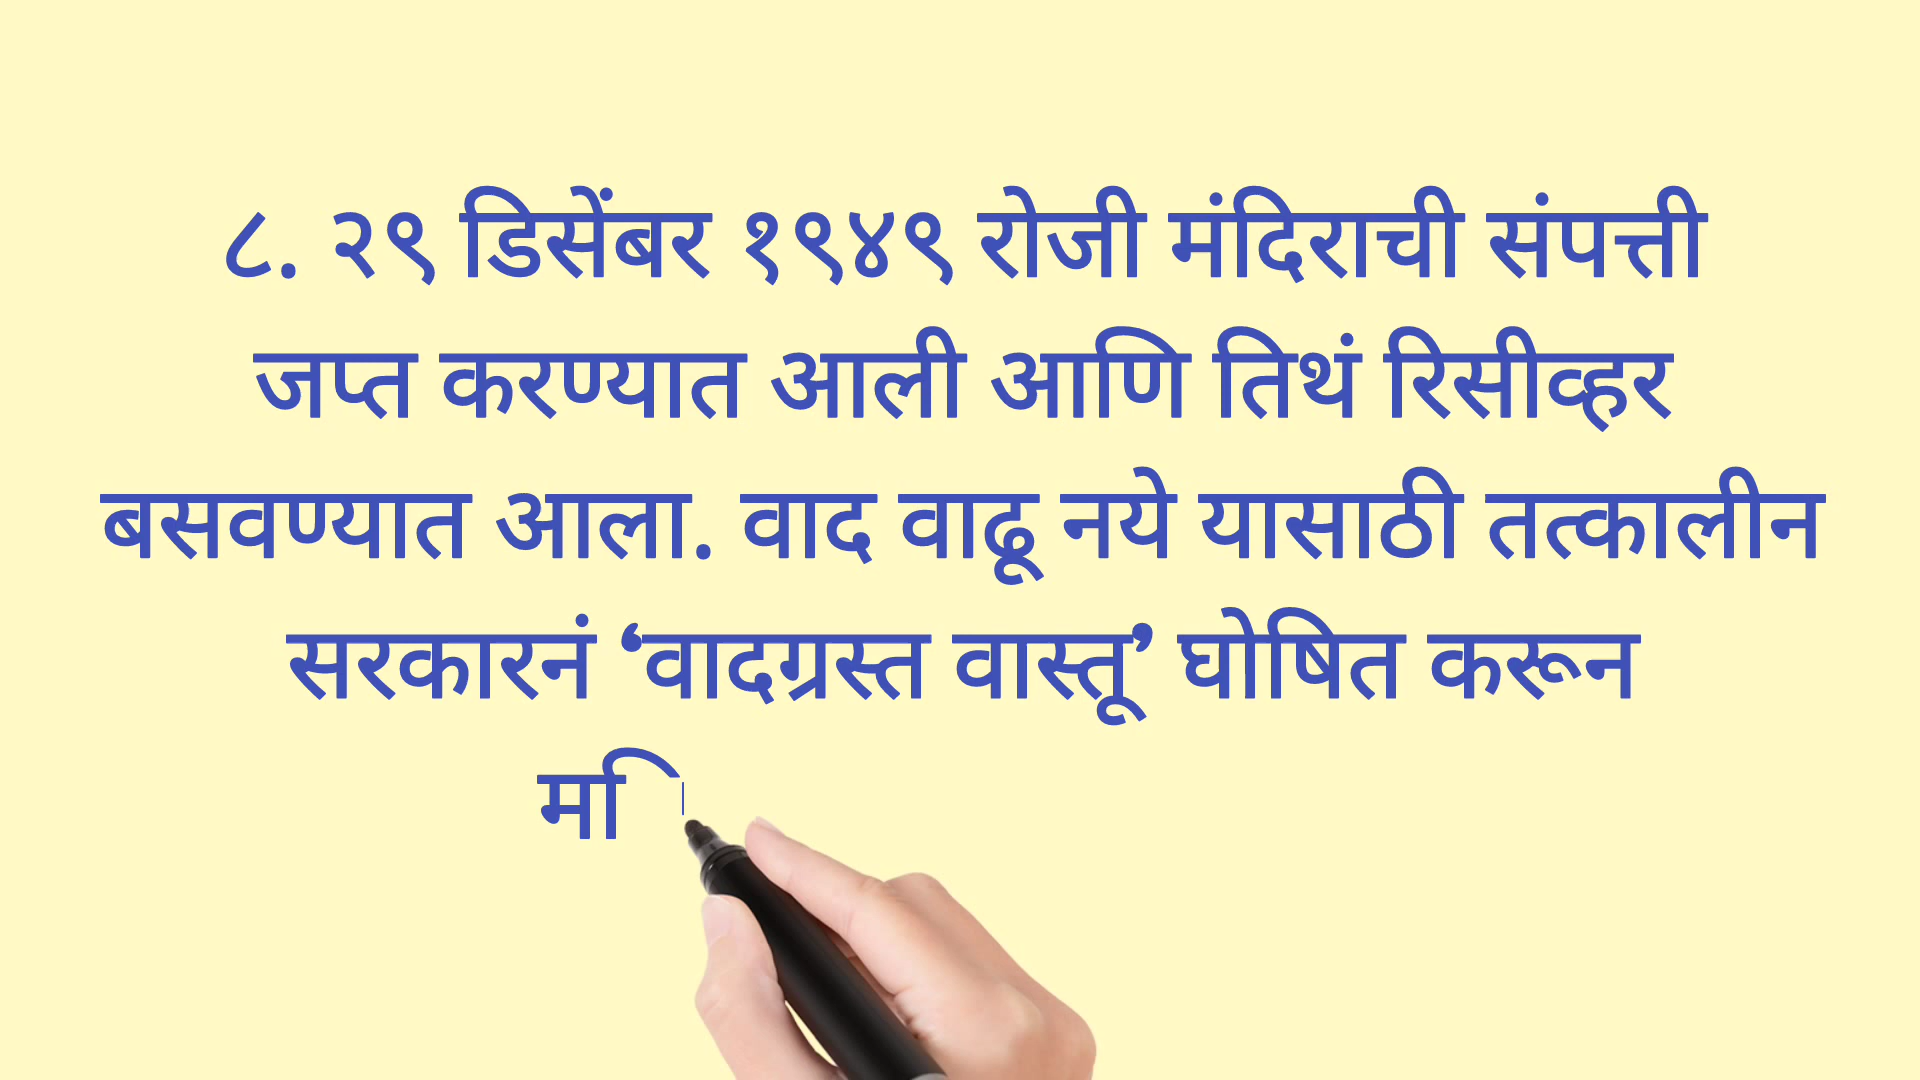 ८. २९ डिसेंबर १९४९ रोजी मंदिराची संपत्ती
जप्त करण्यात आली आणि तिथं रिसीव्हर
बसवण्यात आला. वाद वाढू नये यासाठी तत्कालीन
सरकारनं ‘वादग्रस्त वास्तू’ घोषित करून